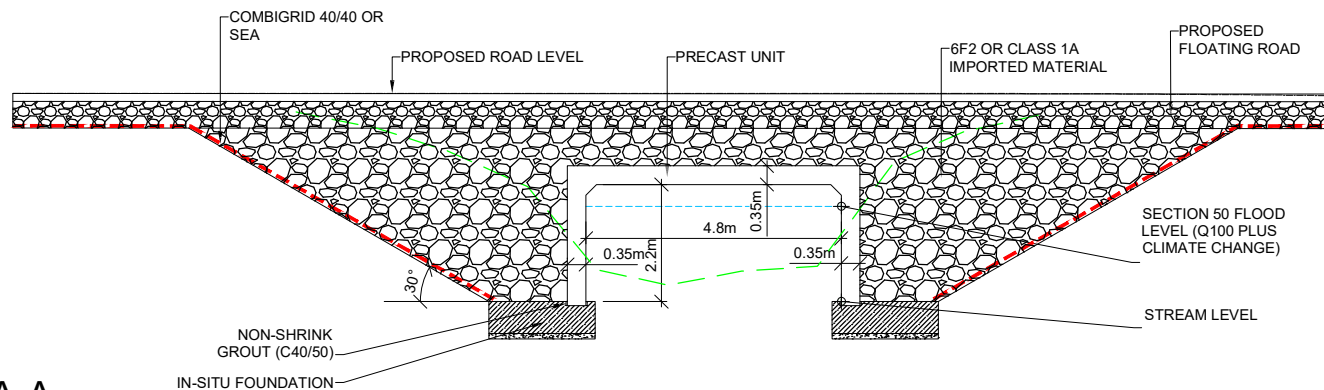 COMBIGRID 40/40 OR
SEA
PROPOSED ROAD LEVEL
PRECAST UNIT
6F2 OR CLASS 1A
IMPORTED MATERIAL
PROPOSED
FLOATING ROAD
0.35m
4.8m
0.35m
2.2m
0.35m
SECTION 50 FLOOD
LEVEL (Q100 PLUS
CLIMATE CHANGE)
30°
STREAM LEVEL
NON-SHRINK
GROUT (C40/50)
IN-SITU FOUNDATION